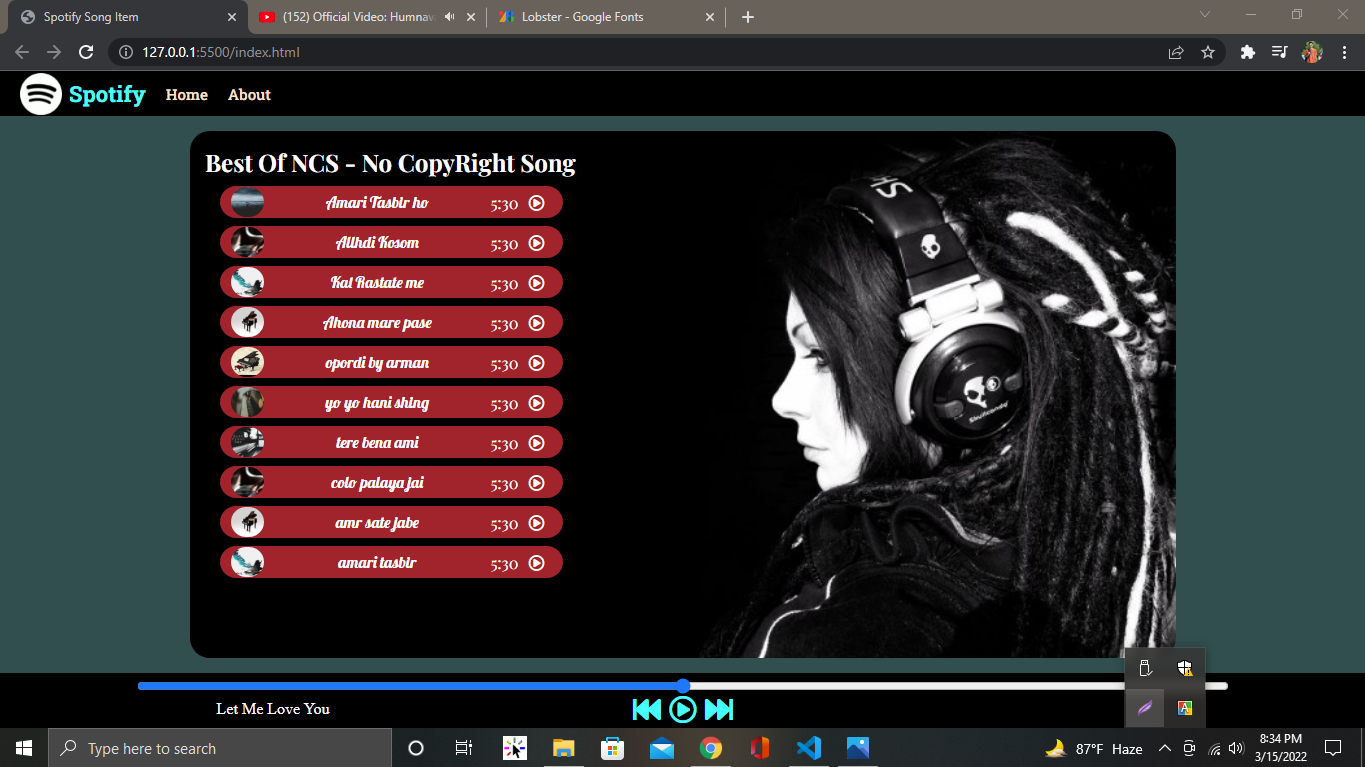 Spotify Song Item
(152) Official Video: Humnava
Lobster - Google Fonts
127.0.0.1:5500/index.html
Spotify
Home
About
Best Of NCS - No CopyRight Song
Amari Tasbir ho
5:30
Allhdi Kosom
5:30
Kal Rastate me
5:30
Ahona mare pase
5:30
opordi by arman
5:30
yo yo hani shing
5:30
tere bena ami
5:30
colo palaya jai
5:30
amr sate jabe
5:30
amari tasbir
5:30
Skullcandy
Let Me Love You
Type here to search
87°F Haze
8:34 PM
3/15/2022